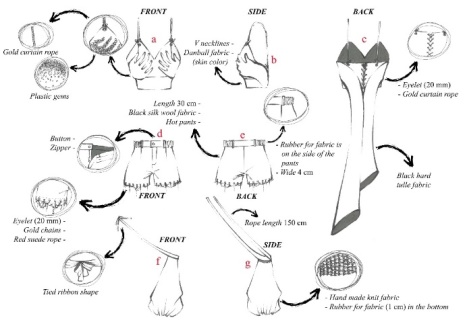 FRONT
SIDE
BACK
a
b
c
Gold curtain rope
Plastic gems
V necklines -
Danball fabric -
(skin color)
- Eyelet (20 mm) -
- Gold curtain rope
Length 30 cm -
Black silk wool fabric -
Hot pants -
Button -
Zipper -
d
e
- Rubber for fabric is
on the side of the
pants
- Wide 4 cm
Black hard
tulle fabric
FRONT
BACK
Eyelet (20 mm) -
Gold chains -
Red suede rope -
Rope length 150 cm
FRONT
SIDE
f
g
Tied ribbon shape
- Hand made knit fabric
- Rubber for fabric (1 cm) in the bottom